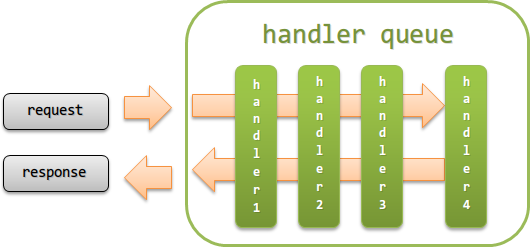 handler queue
request
response
handler1
handler2
handler3
handler4